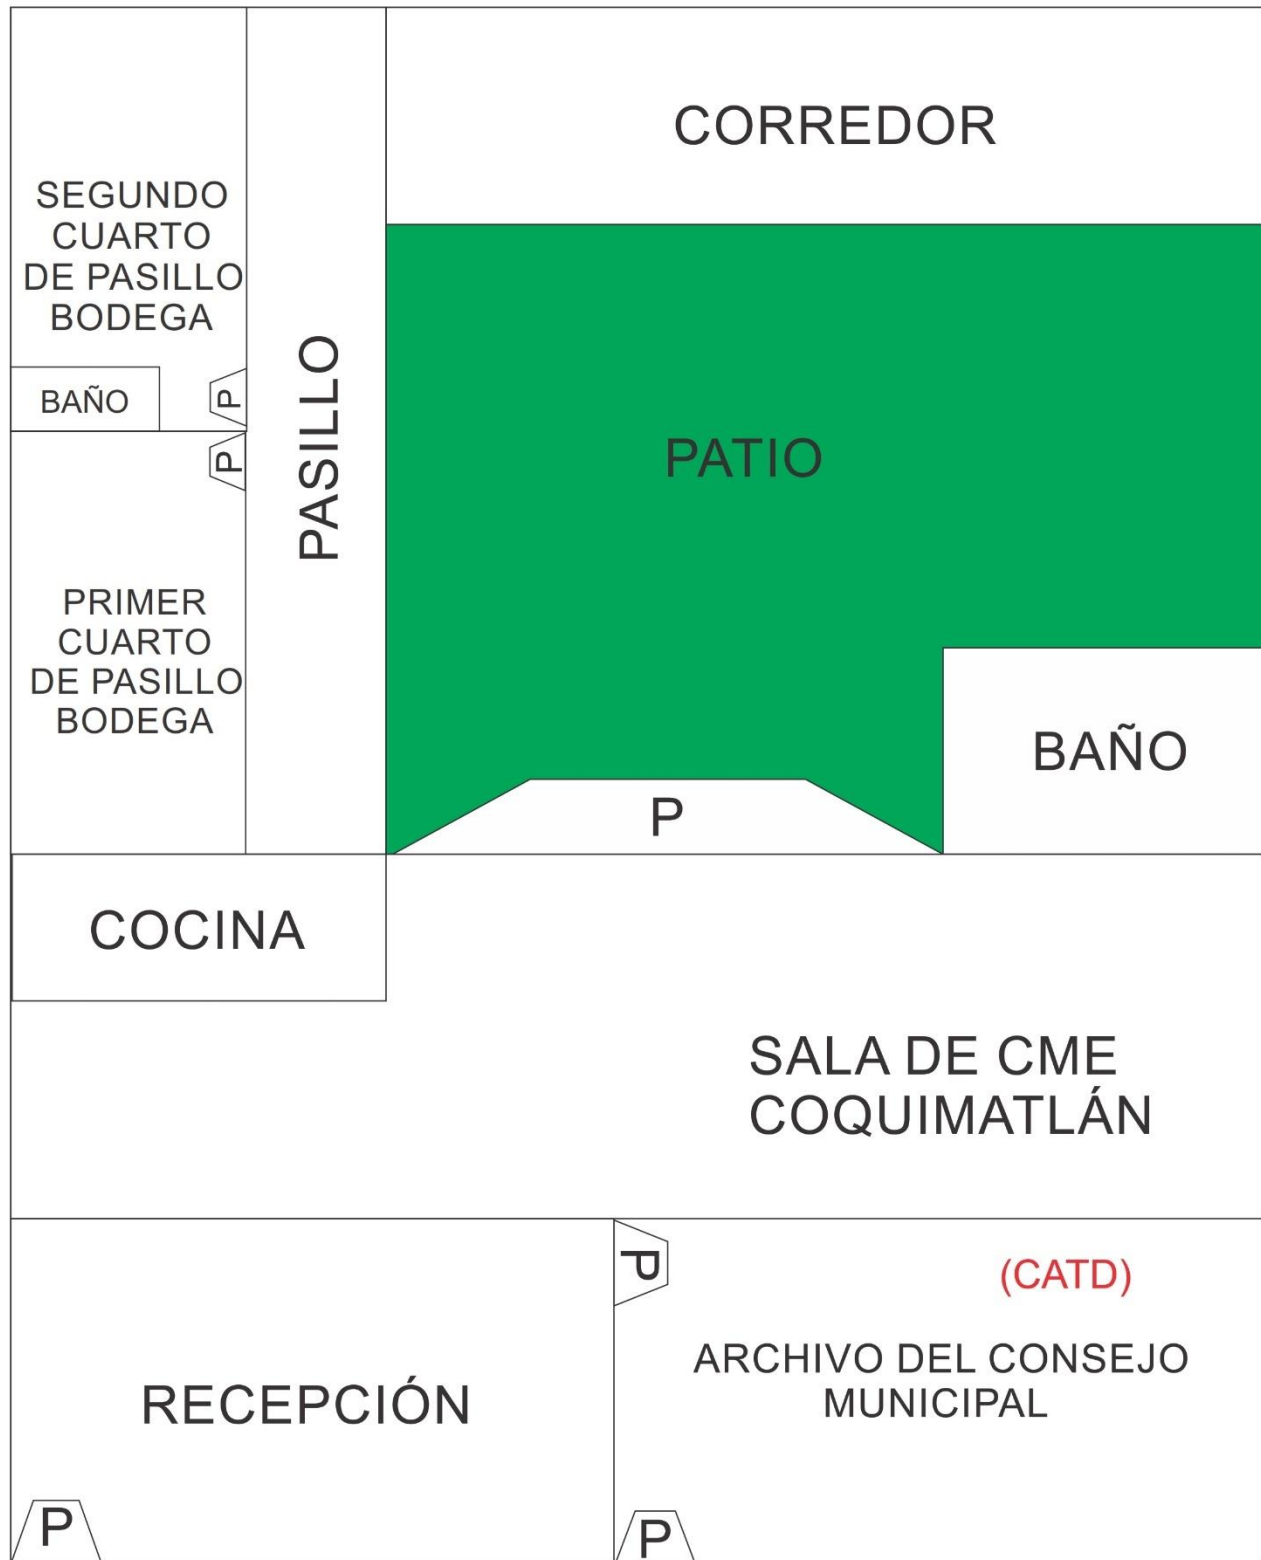 CORREDOR
SEGUNDO
CUARTO
DE PASILLO
BODEGA
BAÑO
P
P
PASILLO
PATIO
PRIMER
CUARTO
DE PASILLO
BODEGA
BAÑO
P
COCINA
SALA DE CME
COQUIMATLÁN
P
(CATD)
ARCHIVO DEL CONSEJO
MUNICIPAL
RECEPCIÓN
P
P